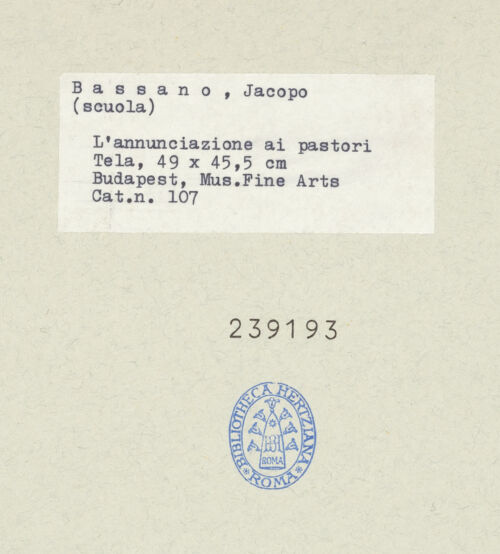 B a s s a n o , Jacopo
(scuola)
L'annunciazione ai pastori
Tela, 49 x 45,5 cm
Budapest, Mus.Fine Arts
Cat.n. 107
239193
BIBLIOTHECA HERTZIANA
ROMA
ROMA